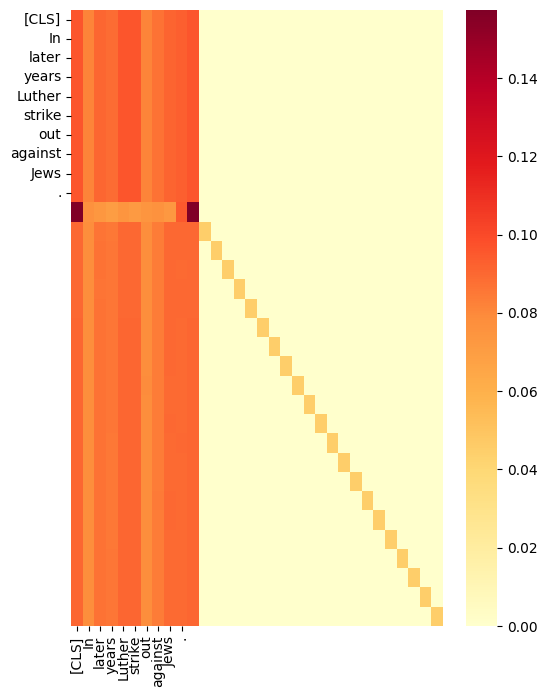 [CLS]
In
later
years
Luther
strike
out
against
Jews
.
0.14
0.12
0.10
0.08
0.06
0.04
0.02
0.00
[CLS]
In
later
years
Luther
strike
out
against
Jews
.